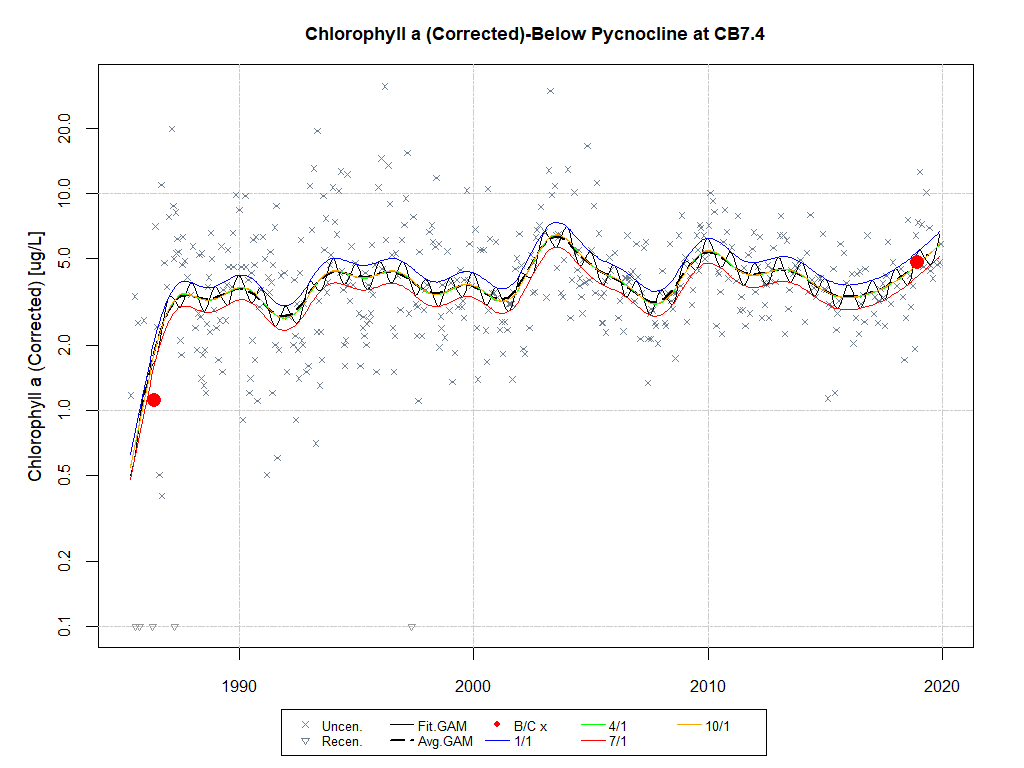 Chlorophyll a (Corrected)-Below Pycnocline at CB7.4
Chlorophyll a (Corrected) [ug/L]
20.0
10.0
5.0
2.0
1.0
0.5
0.2
0.1
1990 2000 2010 2020
Uncen. Fit.GAM B/C x 4/1 10/1
Recen. Avg.GAM 1/1 7/1